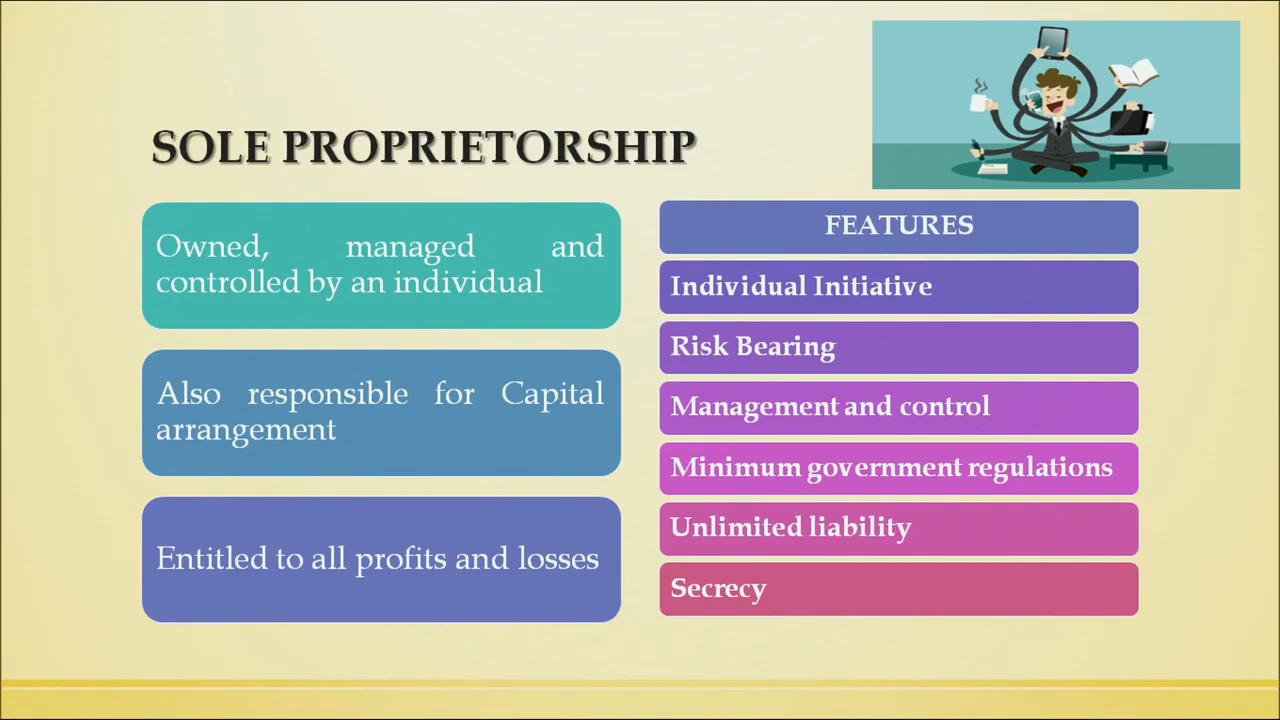 SOLE PROPRIETORSHIP
Owned, managed and
controlled by an individual
Also responsible for Capital
arrangement
Entitled to all profits and losses
FEATURES
Individual Initiative
Risk Bearing
Management and control
Minimum government regulations
Unlimited liability
Secrecy